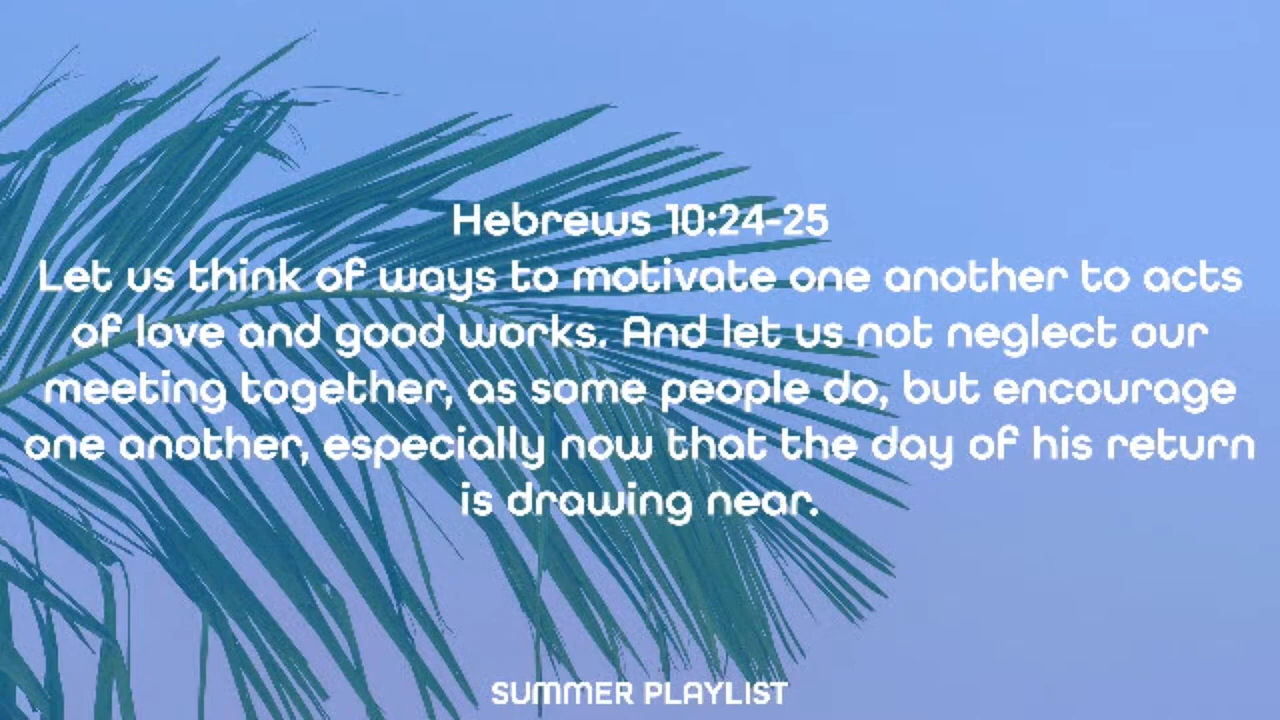 Hebrews 10:24-25
Let us think of ways to motivate one another to acts
of love and good works. And let us not neglect our
meeting together, as some people do, but encourage
one another, especially now that the day of his return
is drawing near.
SUMMER PLAYLIST